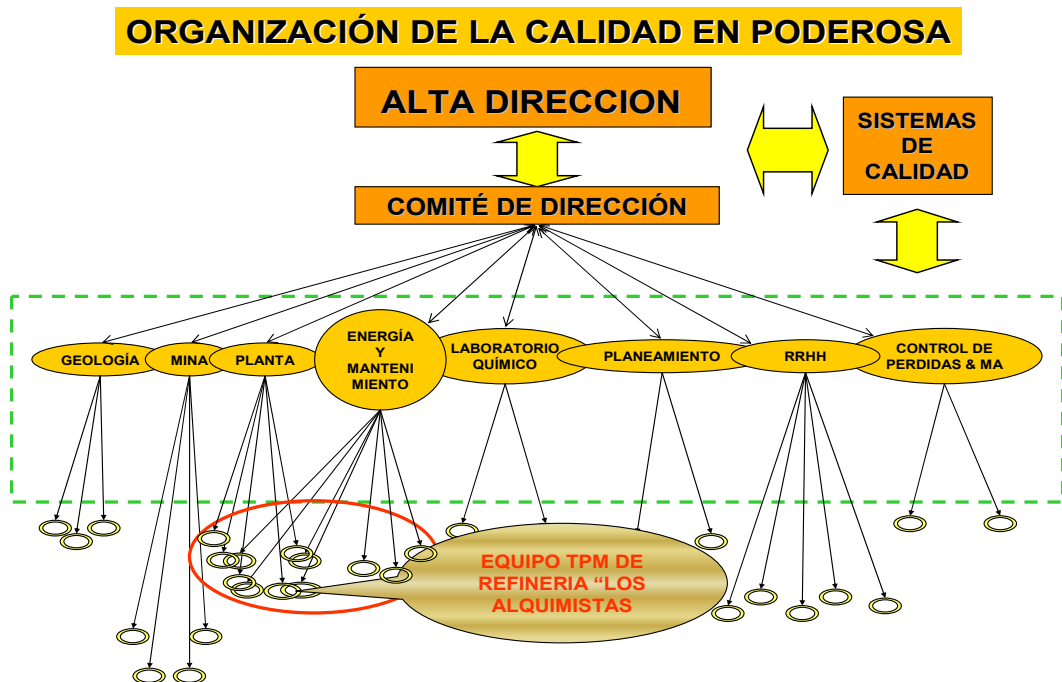 ORGANIZACIÓN DE LA CALIDAD EN PODEROSA
ALTA DIRECCION
SISTEMAS
DE
CALIDAD
COMITÉ DE DIRECCIÓN
GEOLOGÍA
MINA
PLANTA
ENERGÍA
Y
MANTENI
MIENTO
LABORATORIO
QUÍMICO
PLANEAMIENTO
RRHH
CONTROL DE
PERDIDAS & MA
EQUIPO TPM DE
REFINERIA “LOS
ALQUIMISTAS